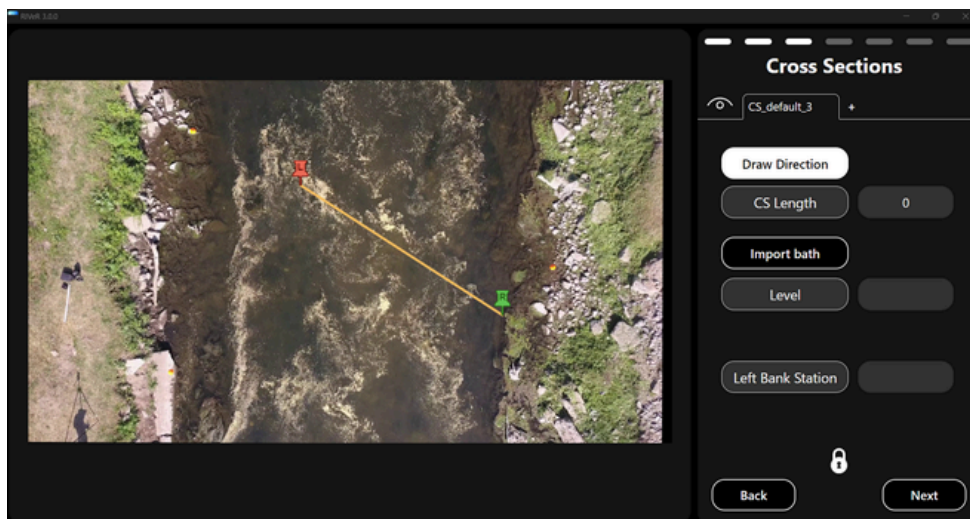 RIVeR 3.0.0
Cross Sections
CS_default_3 +
Draw Direction
CS Length 0
Import bath
Level
Left Bank Station
Back Next